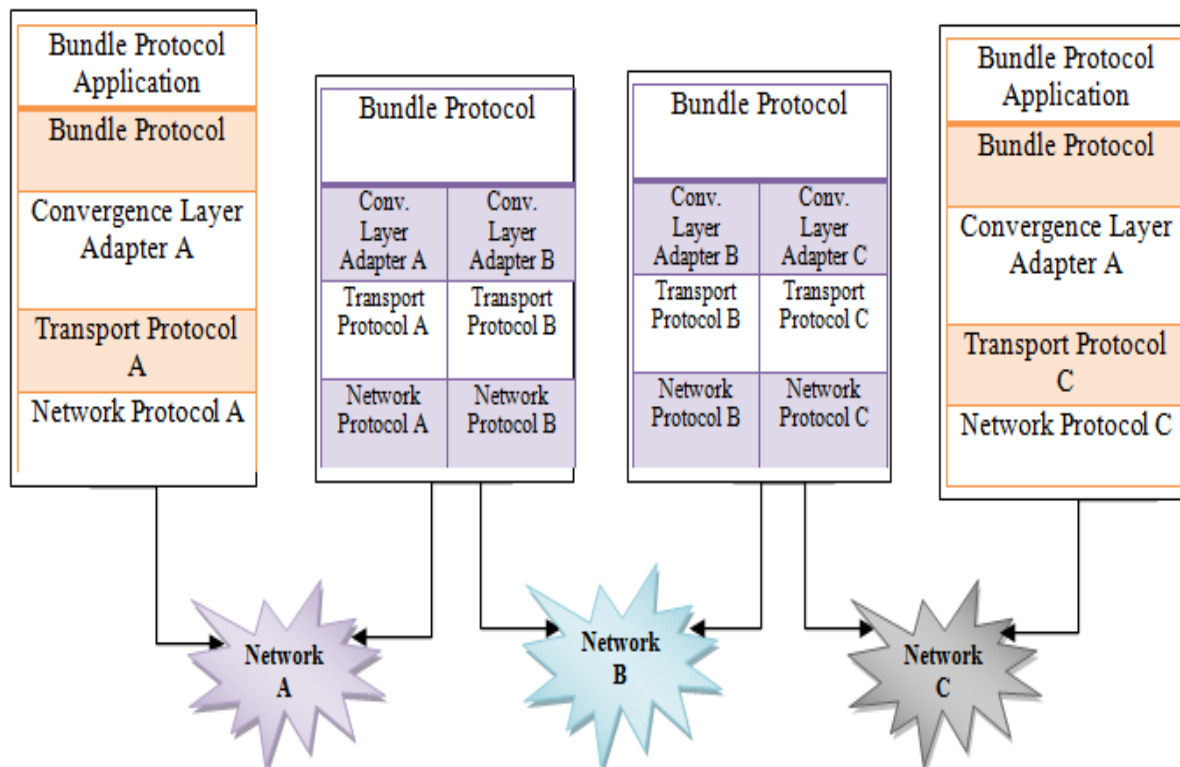 Bundle Protocol
Application
Bundle Protocol
Convergence Layer
Adapter A
Transport Protocol
A
Network Protocol A
Bundle Protocol
Conv.
Layer
Adapter A
Conv.
Layer
Adapter B
Transport
Protocol A
Transport
Protocol B
Network
Protocol A
Network
Protocol B
Bundle Protocol
Conv.
Layer
Adapter B
Conv.
Layer
Adapter C
Transport
Protocol B
Transport
Protocol C
Network
Protocol B
Network
Protocol C
Bundle Protocol
Application
Bundle Protocol
Convergence Layer
Adapter A
Transport Protocol
C
Network Protocol C
Network
A
Network
B
Network
C